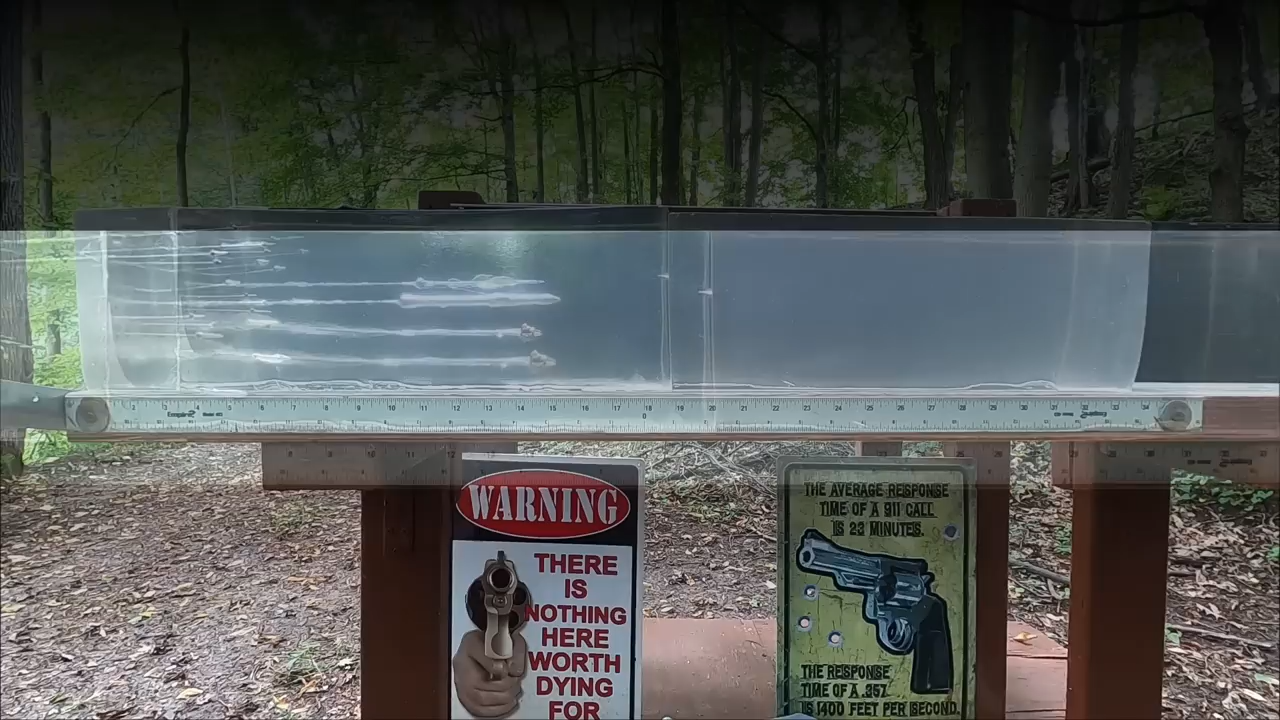 Empire
WARNING
THERE
IS
NOTHING
HERE
WORTH
DYING
FOR
THE AVERAGE RESPONSE
TIME OF A 911 CALL
IS 23 MINUTES.
THE RESPONSE
TIME OF A .357
IS 1400 FEET PER SECOND.